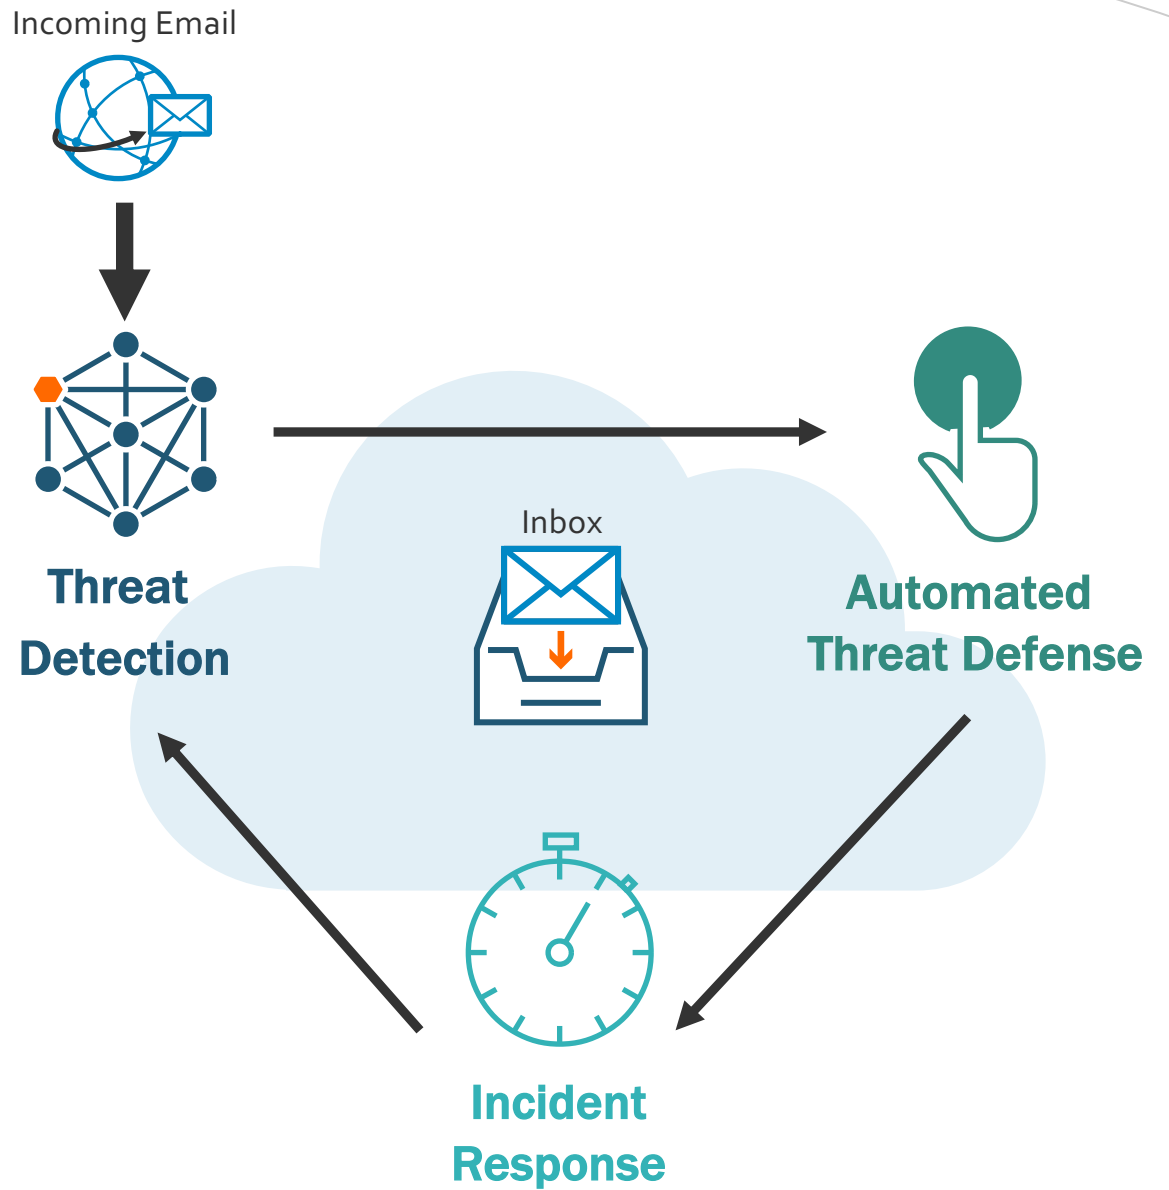 Incoming Email
Inbox
Threat
Detection
Automated
Threat Defense
Incident
Response